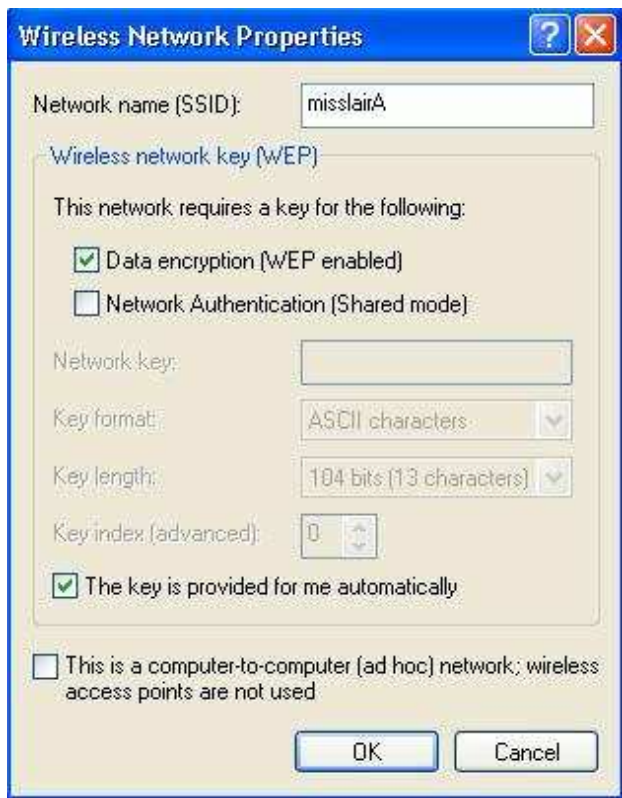 Wireless Network Properties
Network name (SSID): misslairA
Wireless network key (WEP)
This network requires a key for the following:
Data encryption (WEP enabled)
Network Authentication (Shared mode)
Network key:
Key format: ASCII characters
Key length: 104 bits (13 characters)
Key index (advanced): 0
The key is provided for me automatically
This is a computer-to-computer (ad hoc) network; wireless
access points are not used
OK Cancel